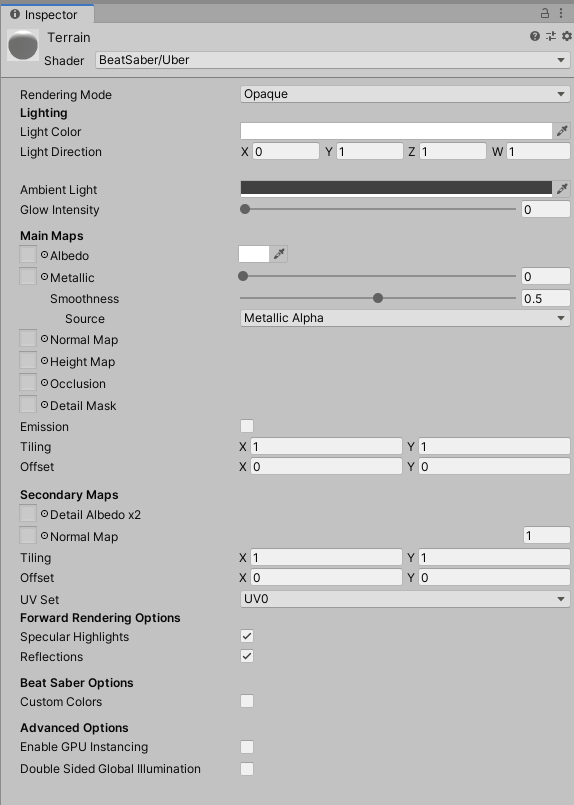 Inspector
Terrain
Shader BeatSaber/Uber
Rendering Mode Opaque
Lighting
Light Color
Light Direction X 0 Y 1 Z 1 W 1
Ambient Light
Glow Intensity 0
Main Maps
Albedo
Metallic 0
Smoothness 0.5
Source Metallic Alpha
Normal Map
Height Map
Occlusion
Detail Mask
Emission
Tiling X 1 Y 1
Offset X 0 Y 0
Secondary Maps
Detail Albedo x2
Normal Map 1
Tiling X 1 Y 1
Offset X 0 Y 0
UV Set UV0
Forward Rendering Options
Specular Highlights
Reflections
Beat Saber Options
Custom Colors
Advanced Options
Enable GPU Instancing
Double Sided Global Illumination